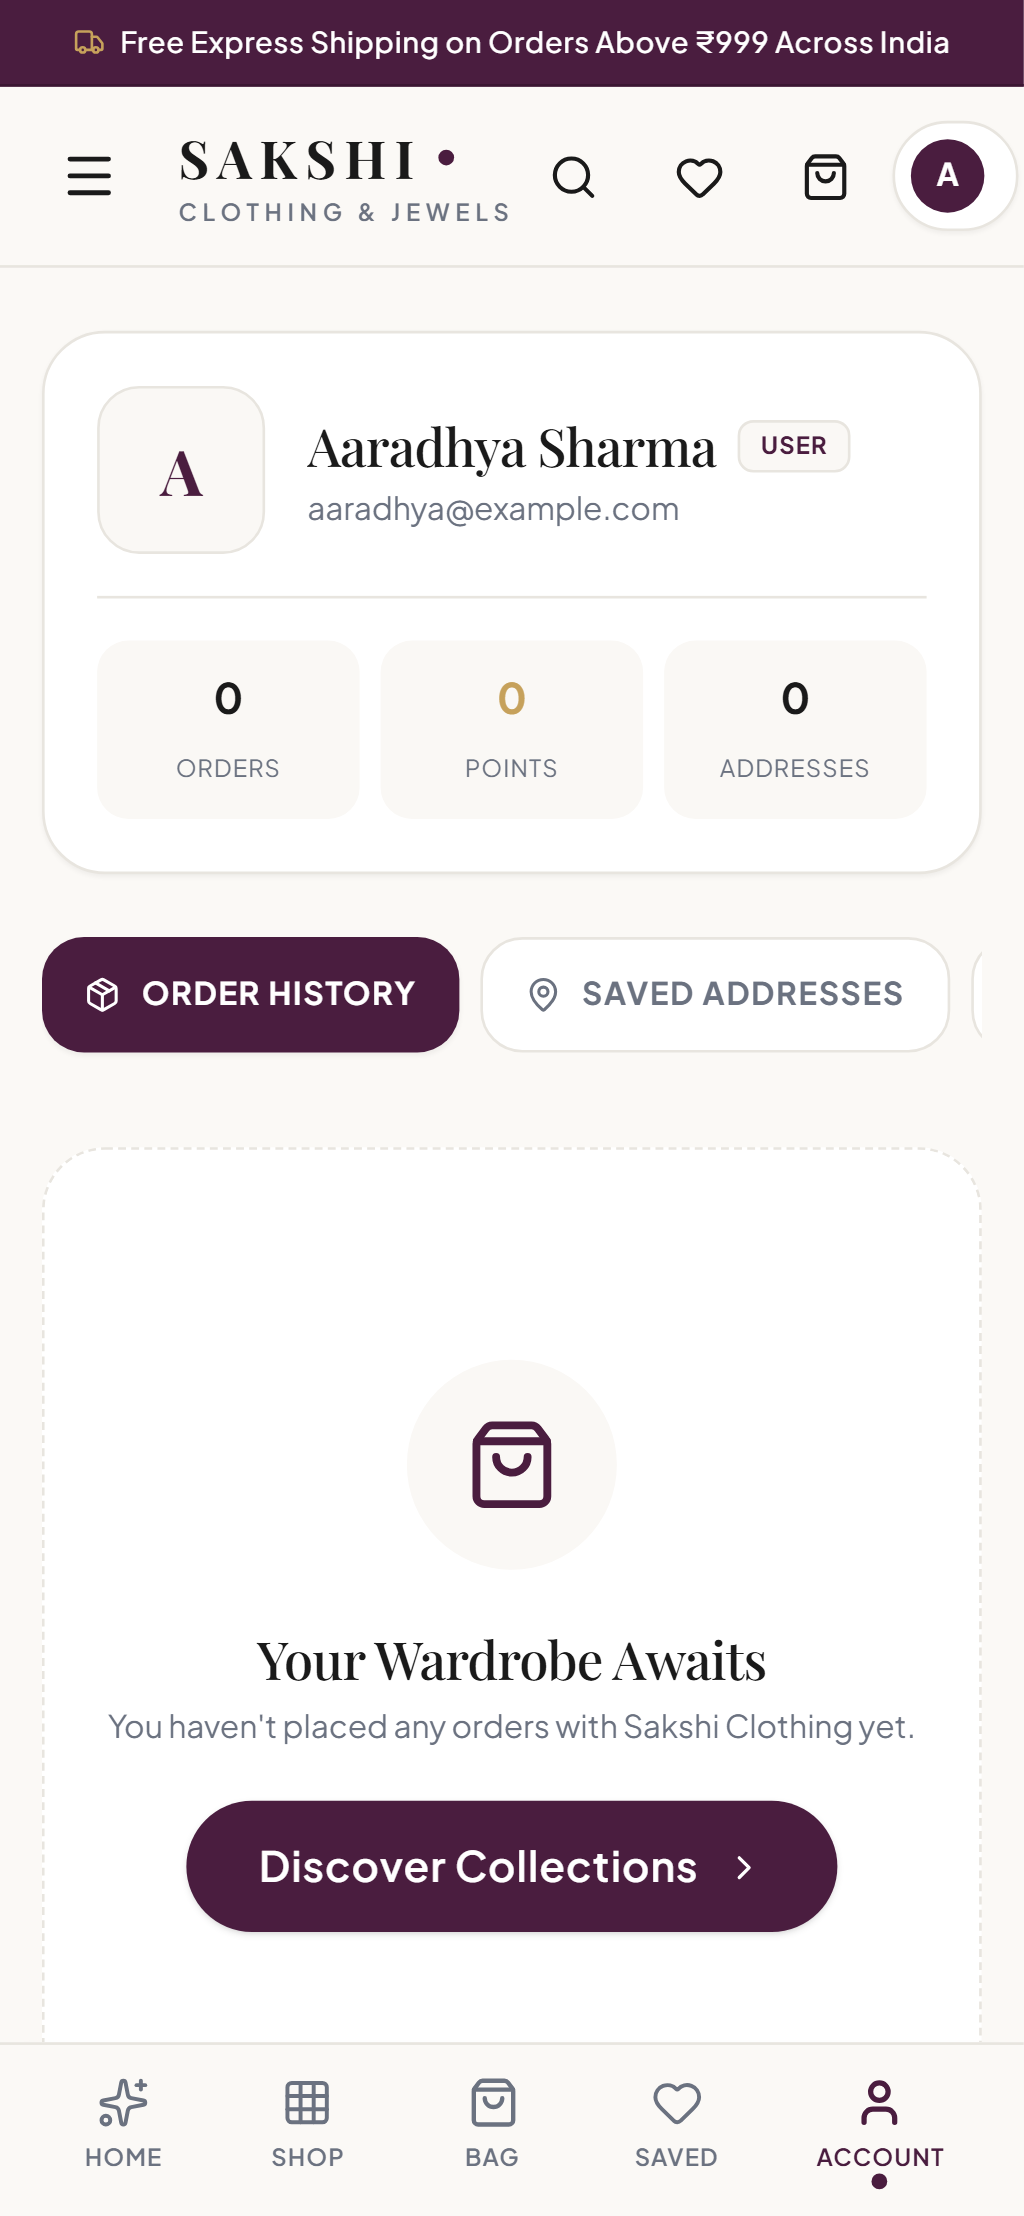 Free Express Shipping on Orders Above ₹999 Across India
SAKSHI
CLOTHING & JEWELS
A
A
Aaradhya Sharma USER
aaradhya@example.com
0 0 0
ORDERS POINTS ADDRESSES
ORDER HISTORY SAVED ADDRESSES
Your Wardrobe Awaits
You haven't placed any orders with Sakshi Clothing yet.
Discover Collections
HOME SHOP BAG SAVED ACCOUNT